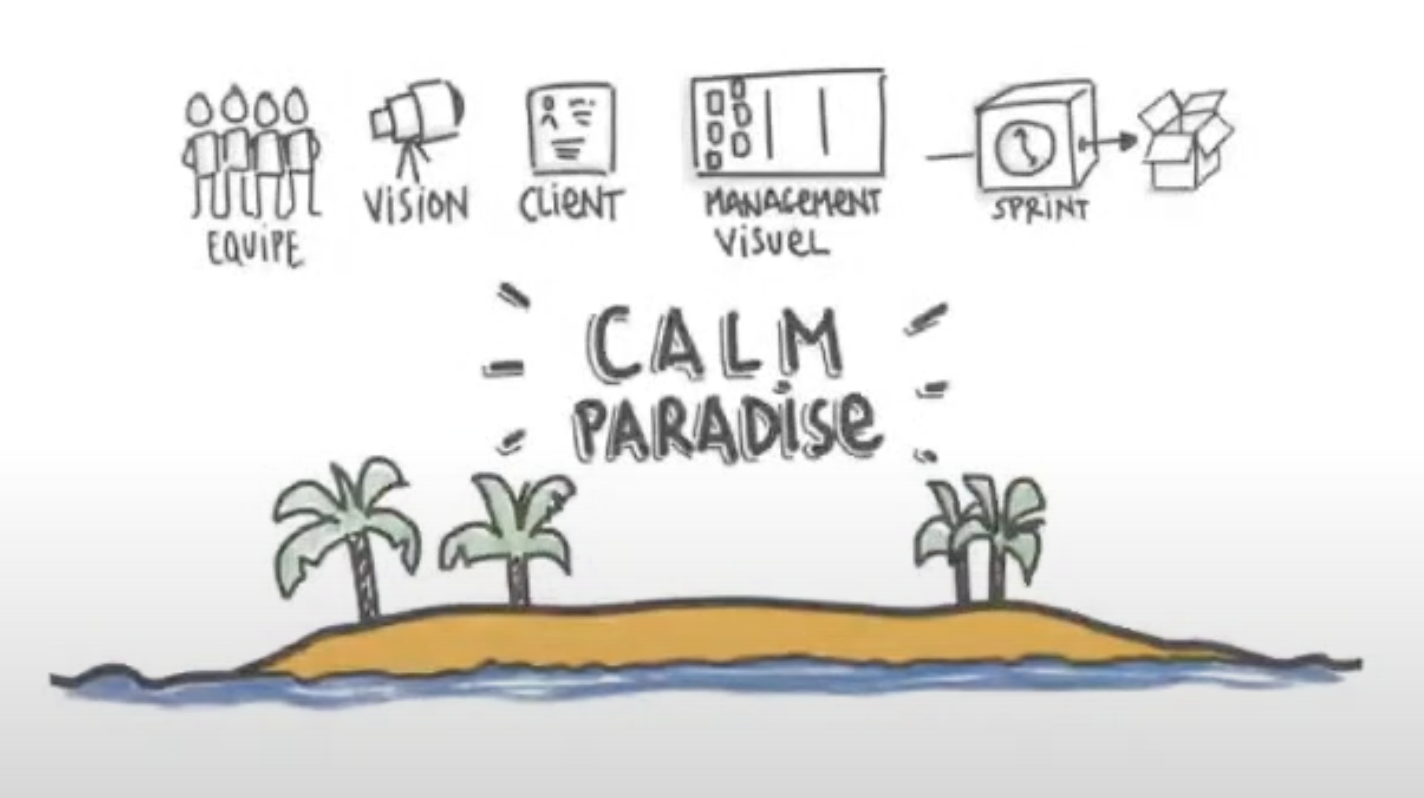 EQUIPE
VISION
CLIENT
MANAGEMENT
VISUEL
SPRINT
CALM
PARADISE